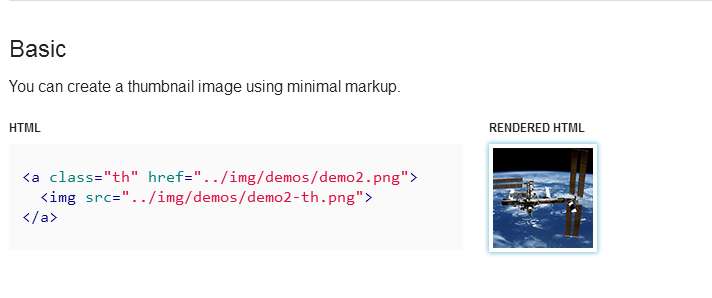 Basic
You can create a thumbnail image using minimal markup.
HTML
RENDERED HTML
<a class="th" href="../img/demos/demo2.png">
<img src="../img/demos/demo2-th.png">
</a>